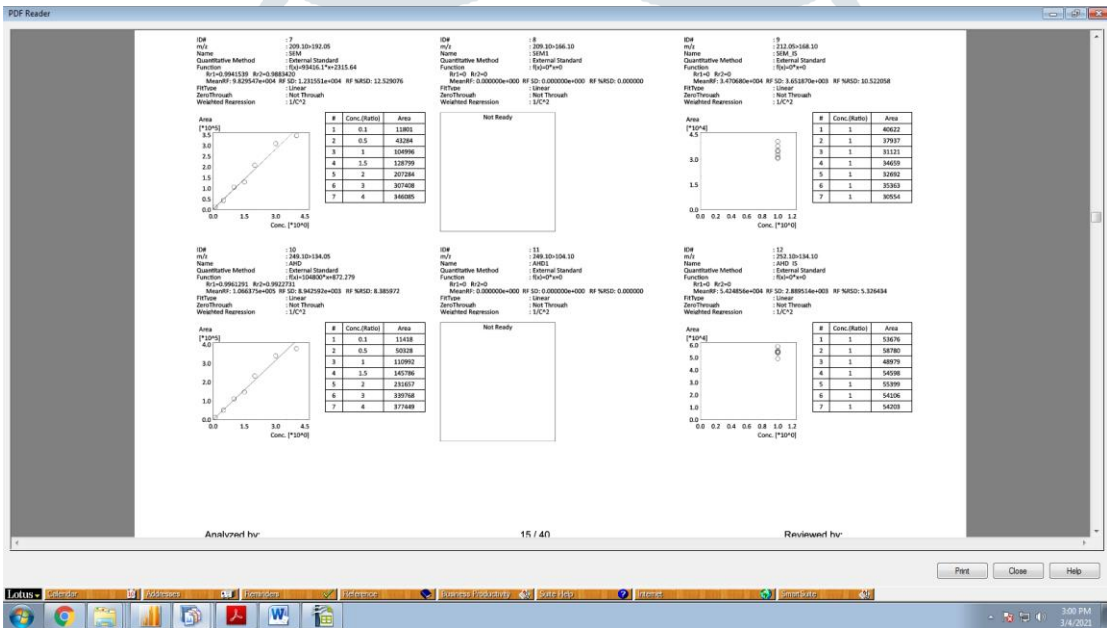 PDF Reader
ID# : 7
m/z : 209.10>192.05
Name : SEM
Quantitative Method : External Standard
Function : f(x)=93416.1*x+2315.64
Rr1=0.9941539 Rr2=0.9883420
MeanRF: 9.829547e+004 RF SD: 1.231551e+004 RF %RSD: 12.529076
FitType : Linear
ZeroThrough : Not Through
Weighted Regression : 1/C^2
Area
[*10^5]
3.5
3.0
2.5
2.0
1.5
1.0
0.5
0.0
0.0 1.5 3.0 4.5
Conc. [*10^0]
# Conc.(Ratio) Area
1 0.1 11801
2 0.5 43284
3 1 104996
4 1.5 128799
5 2 207284
6 3 307408
7 4 346085
ID# : 8
m/z : 209.10>166.10
Name : SEM1
Quantitative Method : External Standard
Function : f(x)=0*x+0
Rr1=0 Rr2=0
MeanRF: 0.000000e+000 RF SD: 0.000000e+000 RF %RSD: 0.000000
FitType : Linear
ZeroThrough : Not Through
Weighted Regression : 1/C^2
Not Ready
ID# : 9
m/z : 212.05>168.10
Name : SEM_IS
Quantitative Method : External Standard
Function : f(x)=0*x+0
Rr1=0 Rr2=0
MeanRF: 3.470680e+004 RF SD: 3.651870e+003 RF %RSD: 10.522058
FitType : Linear
ZeroThrough : Not Through
Weighted Regression : 1/C^2
Area
[*10^4]
4.5
3.0
1.5
0.0
0.0 0.2 0.4 0.6 0.8 1.0 1.2
Conc. [*10^0]
# Conc.(Ratio) Area
1 1 40622
2 1 37937
3 1 31121
4 1 34659
5 1 32692
6 1 35363
7 1 30554
ID# : 10
m/z : 249.10>134.05
Name : AHD
Quantitative Method : External Standard
Function : f(x)=104800*x+872.279
Rr1=0.9961291 Rr2=0.9922731
MeanRF: 1.066375e+005 RF SD: 8.942592e+003 RF %RSD: 8.385972
FitType : Linear
ZeroThrough : Not Through
Weighted Regression : 1/C^2
Area
[*10^5]
4.0
3.0
2.0
1.0
0.0
0.0 1.5 3.0 4.5
Conc. [*10^0]
# Conc.(Ratio) Area
1 0.1 11418
2 0.5 50328
3 1 110992
4 1.5 145786
5 2 231657
6 3 339768
7 4 377449
ID# : 11
m/z : 249.10>104.10
Name : AHD1
Quantitative Method : External Standard
Function : f(x)=0*x+0
Rr1=0 Rr2=0
MeanRF: 0.000000e+000 RF SD: 0.000000e+000 RF %RSD: 0.000000
FitType : Linear
ZeroThrough : Not Through
Weighted Regression : 1/C^2
Not Ready
ID# : 12
m/z : 252.10>134.10
Name : AHD_IS
Quantitative Method : External Standard
Function : f(x)=0*x+0
Rr1=0 Rr2=0
MeanRF: 5.424856e+004 RF SD: 2.889514e+003 RF %RSD: 5.326434
FitType : Linear
ZeroThrough : Not Through
Weighted Regression : 1/C^2
Area
[*10^4]
6.0
5.0
4.0
3.0
2.0
1.0
0.0
0.0 0.2 0.4 0.6 0.8 1.0 1.2
Conc. [*10^0]
# Conc.(Ratio) Area
1 1 53676
2 1 58780
3 1 48979
4 1 54598
5 1 55399
6 1 54106
7 1 54203
Analyzed by: 15 / 40 Reviewed by:
Print Close Help
Lotus Calendar Addresses Reminders Reference Business Productivity Suite Help Internet SmartSuite
3:00 PM
3/4/2021